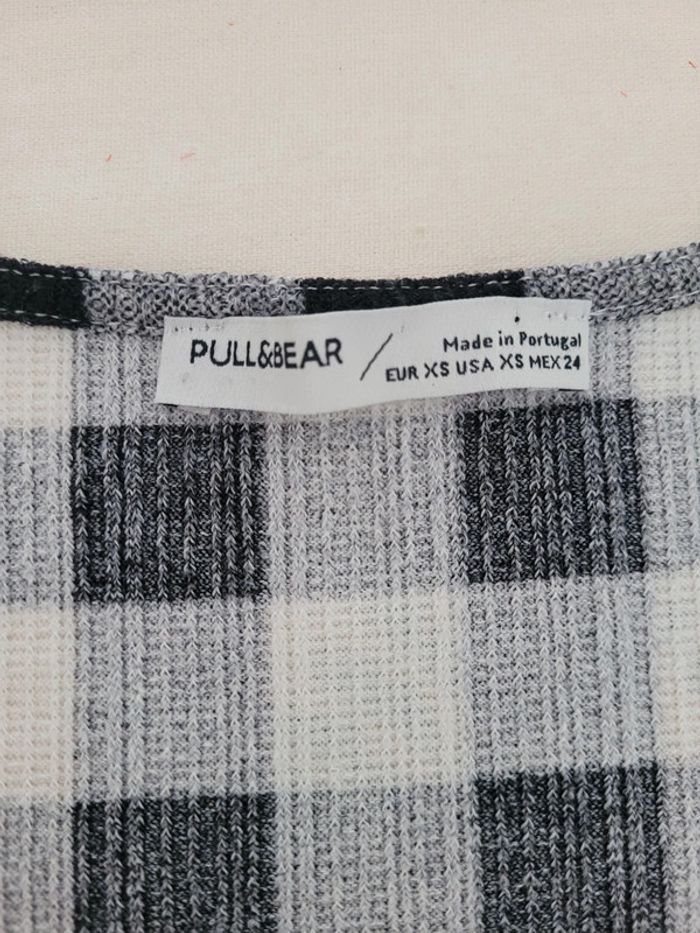 PULL&BEAR / Made in Portugal
EUR XS USA XS MEX 24